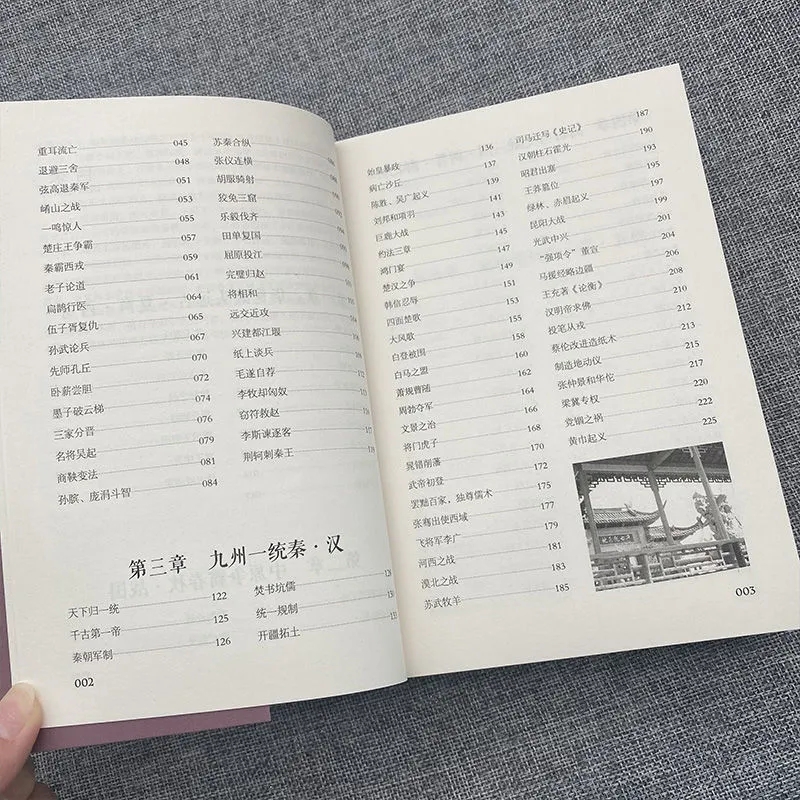 重耳流亡 045
退避三舍 048
弦高退秦军 051
崤山之战 053
一鸣惊人 055
楚庄王争霸 057
秦霸西戎 059
老子论道 061
扁鹊行医 064
伍子胥复仇 065
孙武论兵 067
先师孔丘 070
卧薪尝胆 072
墨子破云梯 074
三家分晋 076
名将吴起 079
商鞅变法 081
孙膑、庞涓斗智 084
苏秦合纵
张仪连横
胡服骑射
狡兔三窟
乐毅伐齐
田单复国
屈原投江
完璧归赵
将相和
远交近攻
兴建都江堰
纸上谈兵
毛遂自荐
李牧却匈奴
窃符救赵
李斯谏逐客
荆轲刺秦王
第三章 九州一统秦·汉
天下归一统 122
千古第一帝 125
秦朝军制 126
焚书坑儒
统一规制
开疆拓土
002
始皇暴政 136
病亡沙丘 137
陈胜、吴广起义 139
刘邦和项羽 141
巨鹿大战 143
约法三章 145
鸿门宴 147
楚汉之争 149
韩信忍辱 151
四面楚歌 153
大风歌 155
白登被围 158
白马之盟 160
萧规曹随 162
周勃夺军 164
文景之治 166
将门虎子 168
晁错削藩 170
武帝初登 172
罢黜百家，独尊儒术 175
张骞出使西域 177
飞将军李广 179
河西之战 181
漠北之战 183
苏武牧羊 185
司马迁写《史记》 187
汉朝柱石霍光 190
昭君出塞 193
王莽篡位 195
绿林、赤眉起义 197
昆阳大战 199
光武中兴 201
“强项令”董宣 204
马援经略边疆 206
王充著《论衡》 208
汉明帝求佛 210
投笔从戎 212
蔡伦改进造纸术 213
制造地动仪 215
张仲景和华佗 217
梁冀专权 220
党锢之祸 222
黄巾起义 225
003